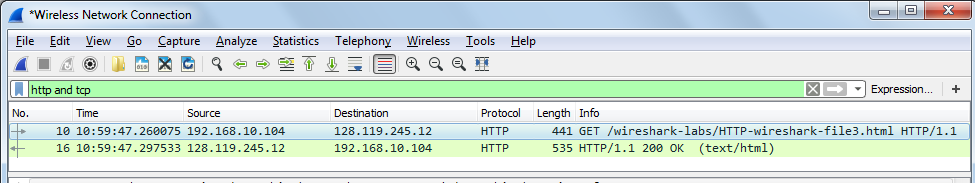 *Wireless Network Connection
File Edit View Go Capture Analyze Statistics Telephony Wireless Tools Help
http and tcp Expression... +
No. Time Source Destination Protocol Length Info
10 10:59:47.260075 192.168.10.104 128.119.245.12 HTTP 441 GET /wireshark-labs/HTTP-wireshark-file3.html HTTP/1.1
16 10:59:47.297533 128.119.245.12 192.168.10.104 HTTP 535 HTTP/1.1 200 OK (text/html)